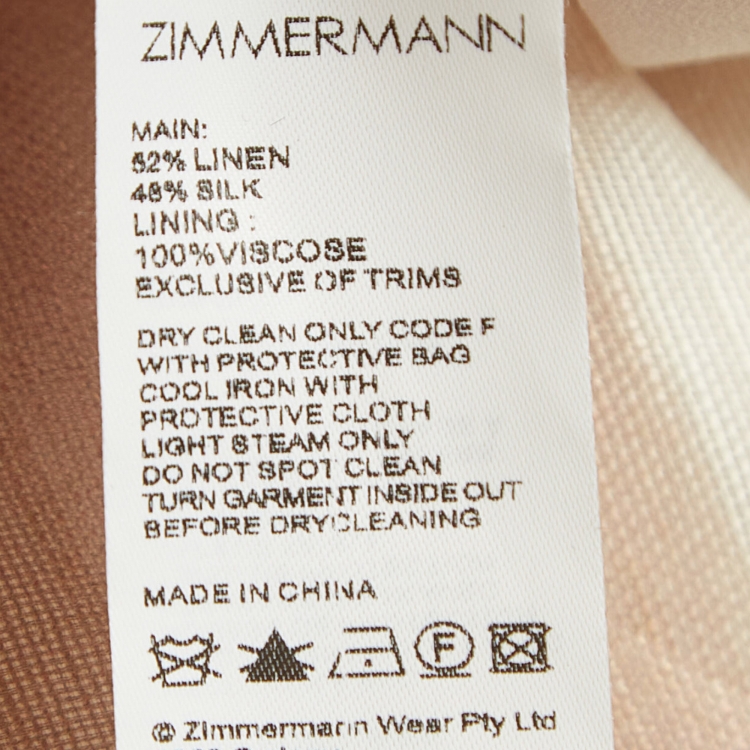 ZIMMERMANN
MAIN:
52% LINEN
48% SILK
LINING :
100%VISCOSE
EXCLUSIVE OF TRIMS
DRY CLEAN ONLY CODE F
WITH PROTECTIVE BAG
COOL IRON WITH
PROTECTIVE CLOTH
LIGHT STEAM ONLY
DO NOT SPOT CLEAN
TURN GARMENT INSIDE OUT
BEFORE DRYCLEANING
MADE IN CHINA
F
© Zimmermann Wear Pty Ltd